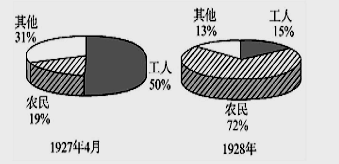 其他
31%
工人
50%
农民
19%
1927年4月
其他
13%
工人
15%
农民
72%
1928年